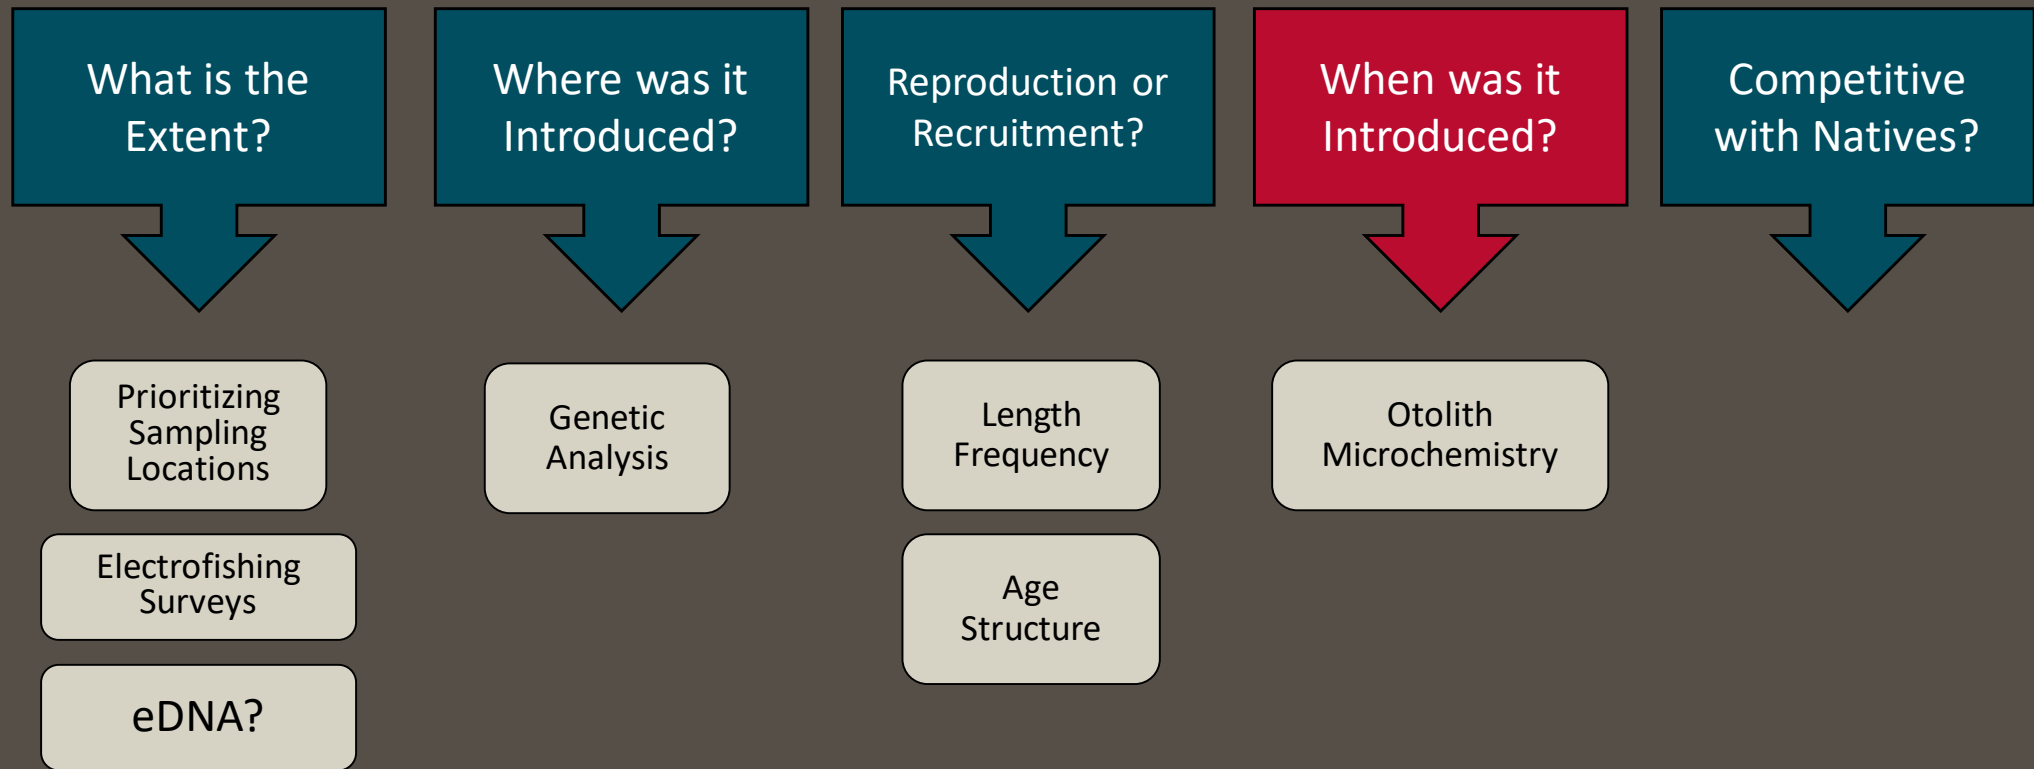 What is the
Extent?
Where was it
Introduced?
Reproduction or
Recruitment?
When was it
Introduced?
Competitive
with Natives?
Prioritizing
Sampling
Locations
Electrofishing
Surveys
eDNA?
Genetic
Analysis
Length
Frequency
Age
Structure
Otolith
Microchemistry